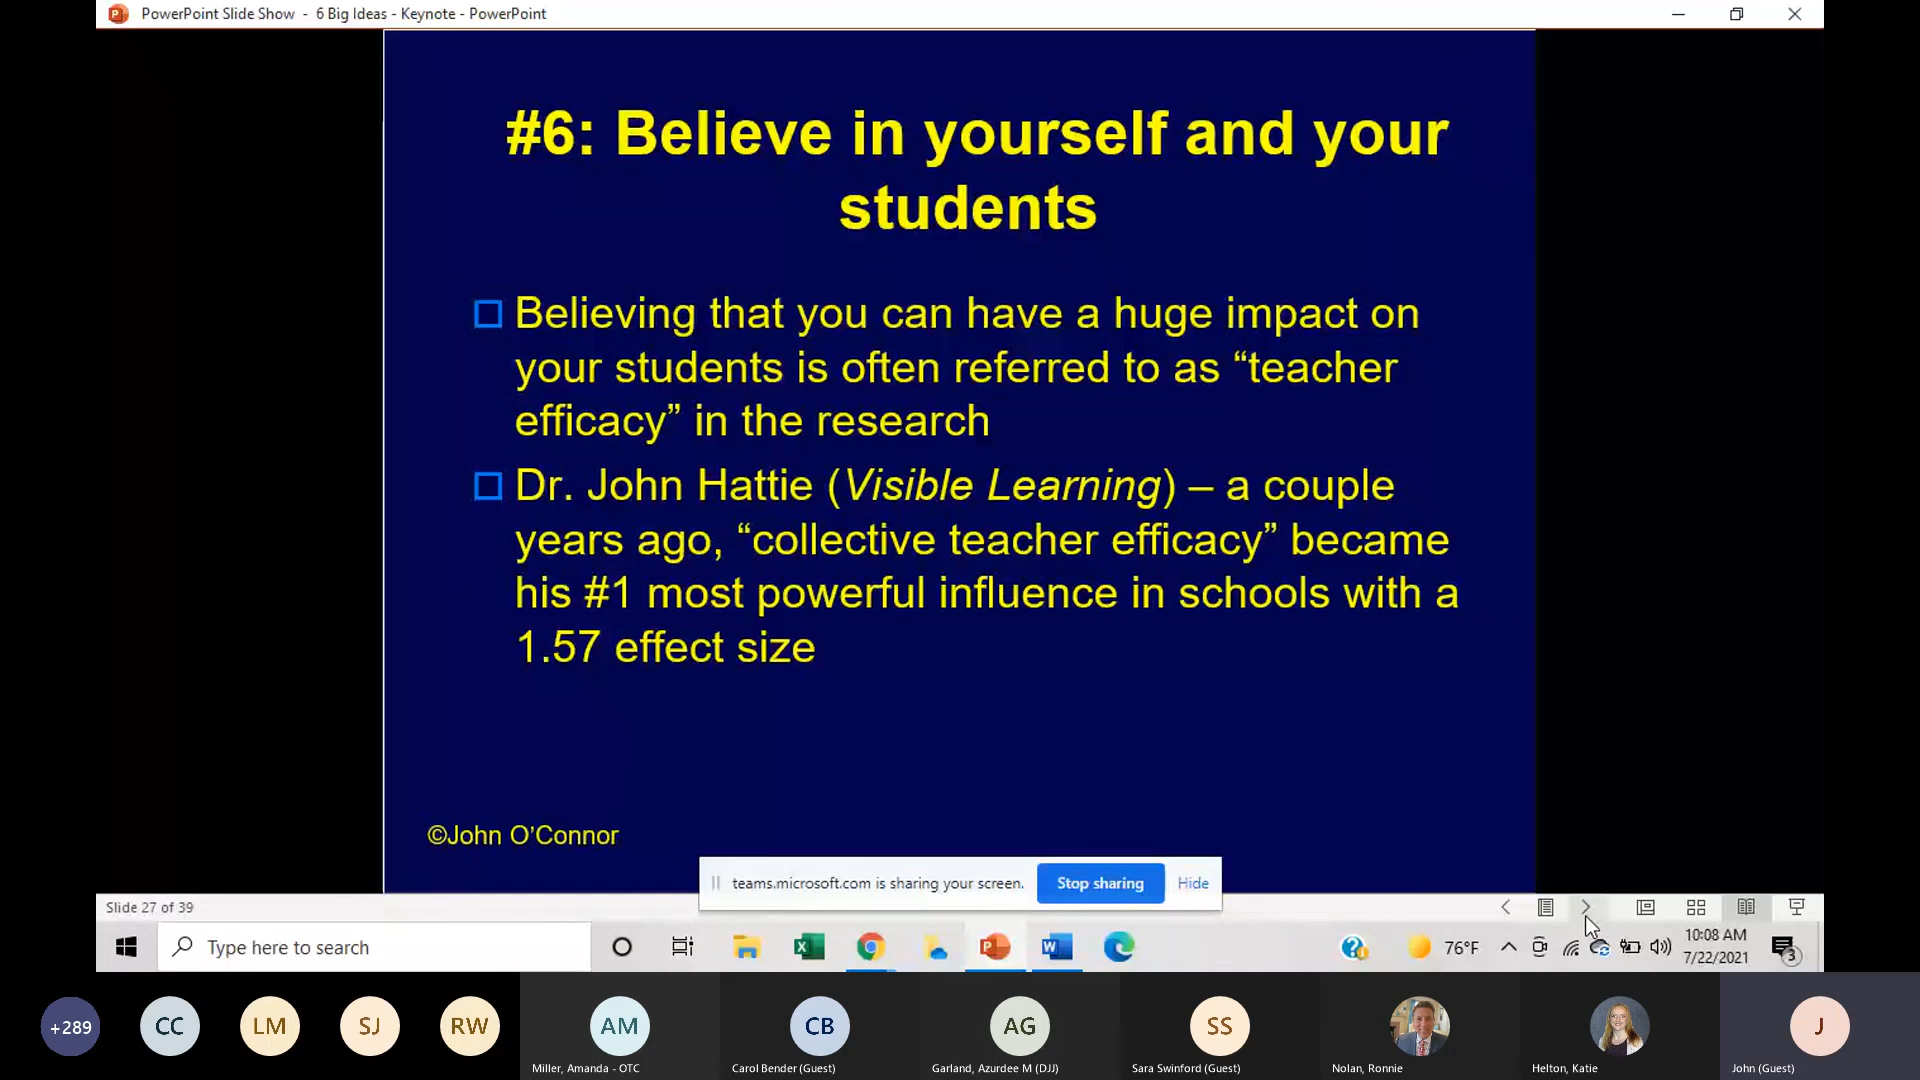 PowerPoint Slide Show - 6 Big Ideas - Keynote - PowerPoint
#6: Believe in yourself and your
students
Believing that you can have a huge impact on
your students is often referred to as “teacher
efficacy” in the research
Dr. John Hattie (Visible Learning) – a couple
years ago, “collective teacher efficacy” became
his #1 most powerful influence in schools with a
1.57 effect size
©John O’Connor
teams.microsoft.com is sharing your screen.
Stop sharing
Hide
Slide 27 of 39
Type here to search
76°F
10:08 AM
7/22/2021
3
+289
CC
LM
SJ
RW
AM
CB
AG
SS
J
Miller, Amanda - OTC
Carol Bender (Guest)
Garland, Azurdee M (DJJ)
Sara Swinford (Guest)
Nolan, Ronnie
Helton, Katie
John (Guest)